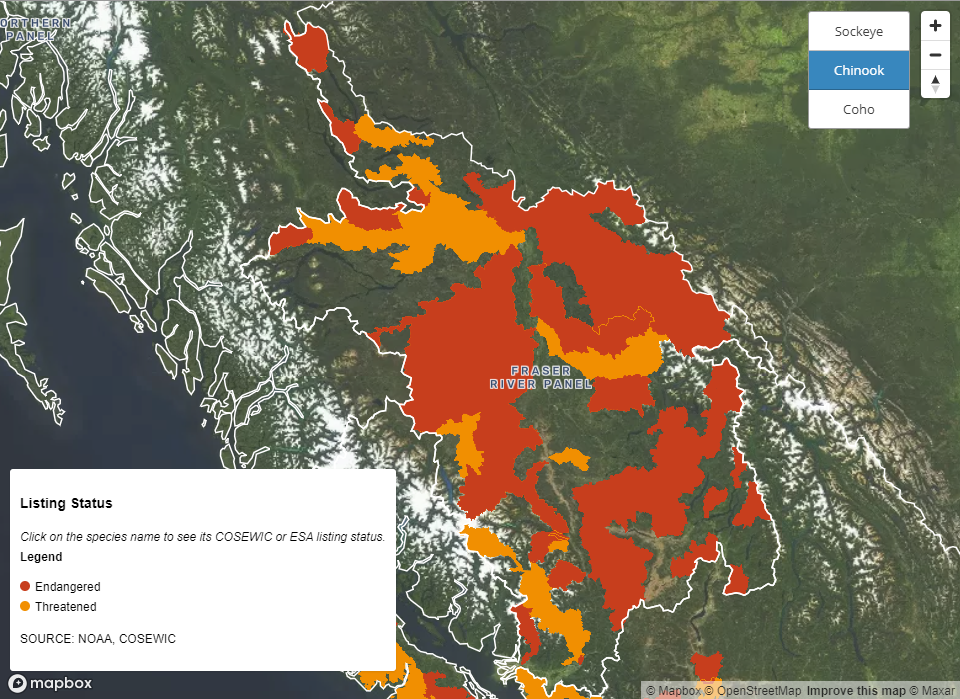 ORTHERN
PANEL
Sockeye
Chinook
Coho
FRASER
RIVER PANEL
Listing Status
Click on the species name to see its COSEWIC or ESA listing status.
Legend
Endangered
Threatened
SOURCE: NOAA, COSEWIC
mapbox
© Mapbox © OpenStreetMap Improve this map © Maxar